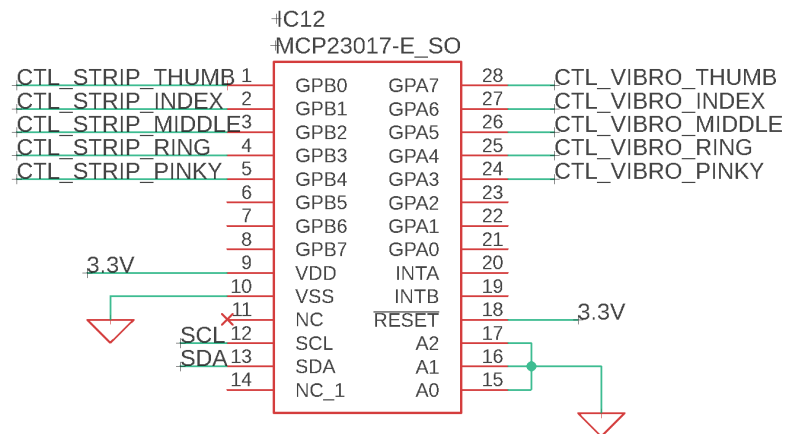 IC12
MCP23017-E_SO
CTL_STRIP_THUMB 1 GPB0 GPA7 28 CTL_VIBRO_THUMB
CTL_STRIP_INDEX 2 GPB1 GPA6 27 CTL_VIBRO_INDEX
CTL_STRIP_MIDDLE 3 GPB2 GPA5 26 CTL_VIBRO_MIDDLE
CTL_STRIP_RING 4 GPB3 GPA4 25 CTL_VIBRO_RING
CTL_STRIP_PINKY 5 GPB4 GPA3 24 CTL_VIBRO_PINKY
6 GPB5 GPA2 23
7 GPB6 GPA1 22
8 GPB7 GPA0 21
3.3V 9 VDD INTA 20
10 VSS INTB 19
11 NC RESET 18 3.3V
SCL 12 SCL A2 17
SDA 13 SDA A1 16
14 NC_1 A0 15